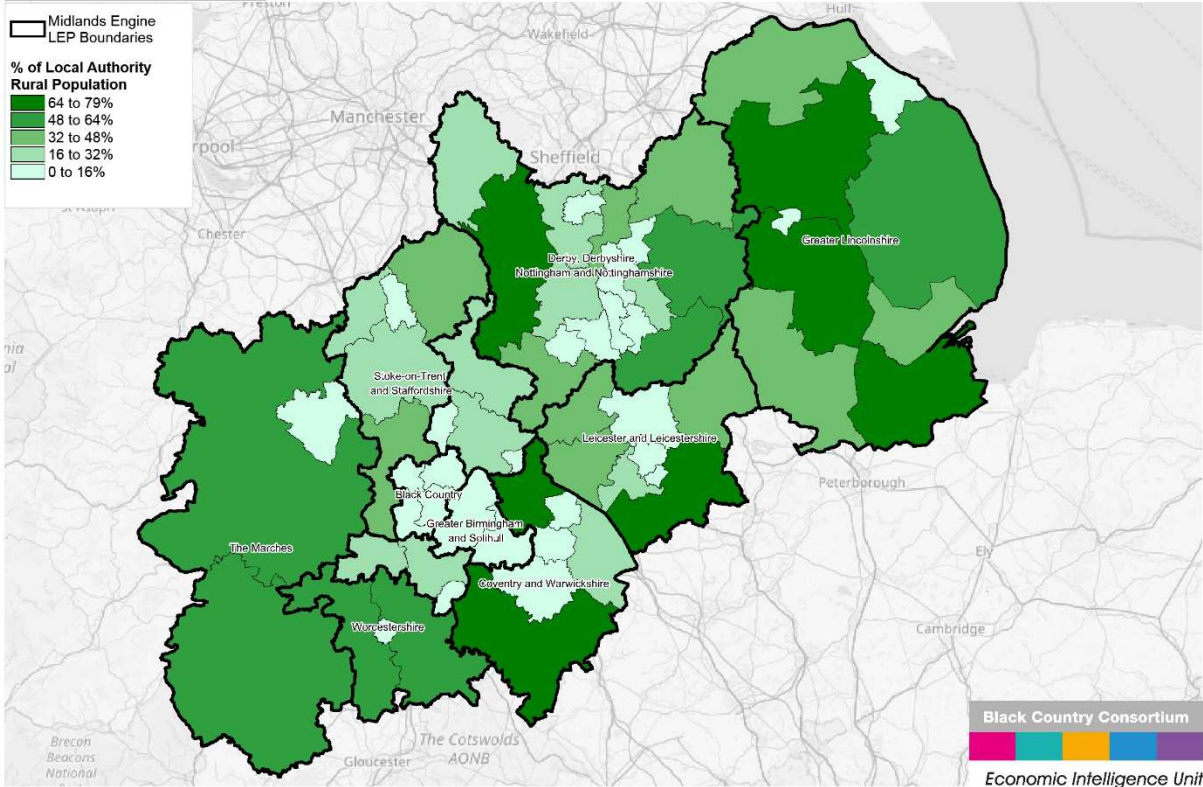 Midlands Engine
LEP Boundaries
% of Local Authority
Rural Population
64 to 79%
48 to 64%
32 to 48%
16 to 32%
0 to 16%
Hull
Wakefield
Manchester
Sheffield
Chester
Greater Lincolnshire
Derby, Derbyshire,
Nottingham and Nottinghamshire
Stoke-on-Trent
and Staffordshire
Leicester and Leicestershire
Peterborough
Black Country
Greater Birmingham
and Solihull
The Marches
Ely
Coventry and Warwickshire
Worcestershire
Cambridge
Brecon
Beacons
National
The Cotswolds
AONB
Gloucester
Black Country Consortium
Economic Intelligence Unit